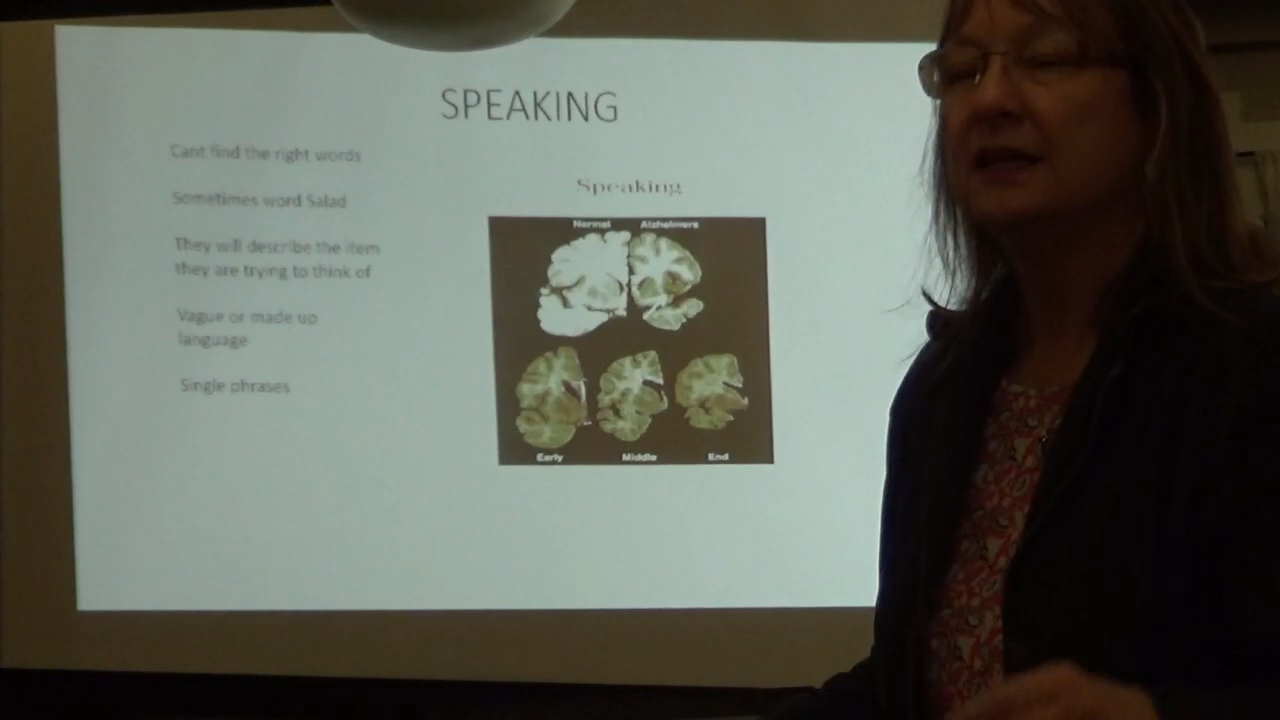 SPEAKING
Cant find the right words
Sometimes word Salad
They will describe the item
they are trying to think of
Vague or made up
language
Single phrases
Speaking
Normal Alzheimers
Early Middle End